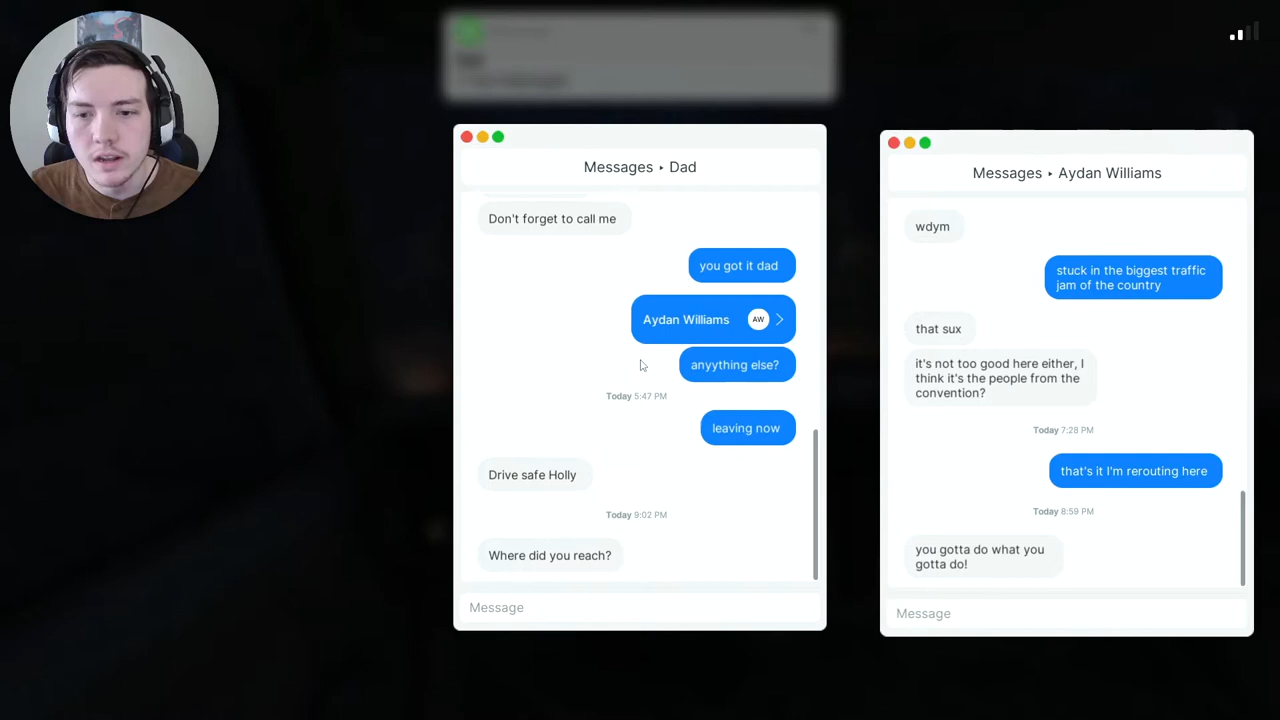 Messages ‣ Dad
Don't forget to call me
you got it dad
Aydan Williams AW
anyything else?
Today 5:47 PM
leaving now
Drive safe Holly
Today 9:02 PM
Where did you reach?
Message
Messages ‣ Aydan Williams
wdym
stuck in the biggest traffic
jam of the country
that sux
it's not too good here either, I
think it's the people from the
convention?
Today 7:28 PM
that's it I'm rerouting here
Today 8:59 PM
you gotta do what you
gotta do!
Message